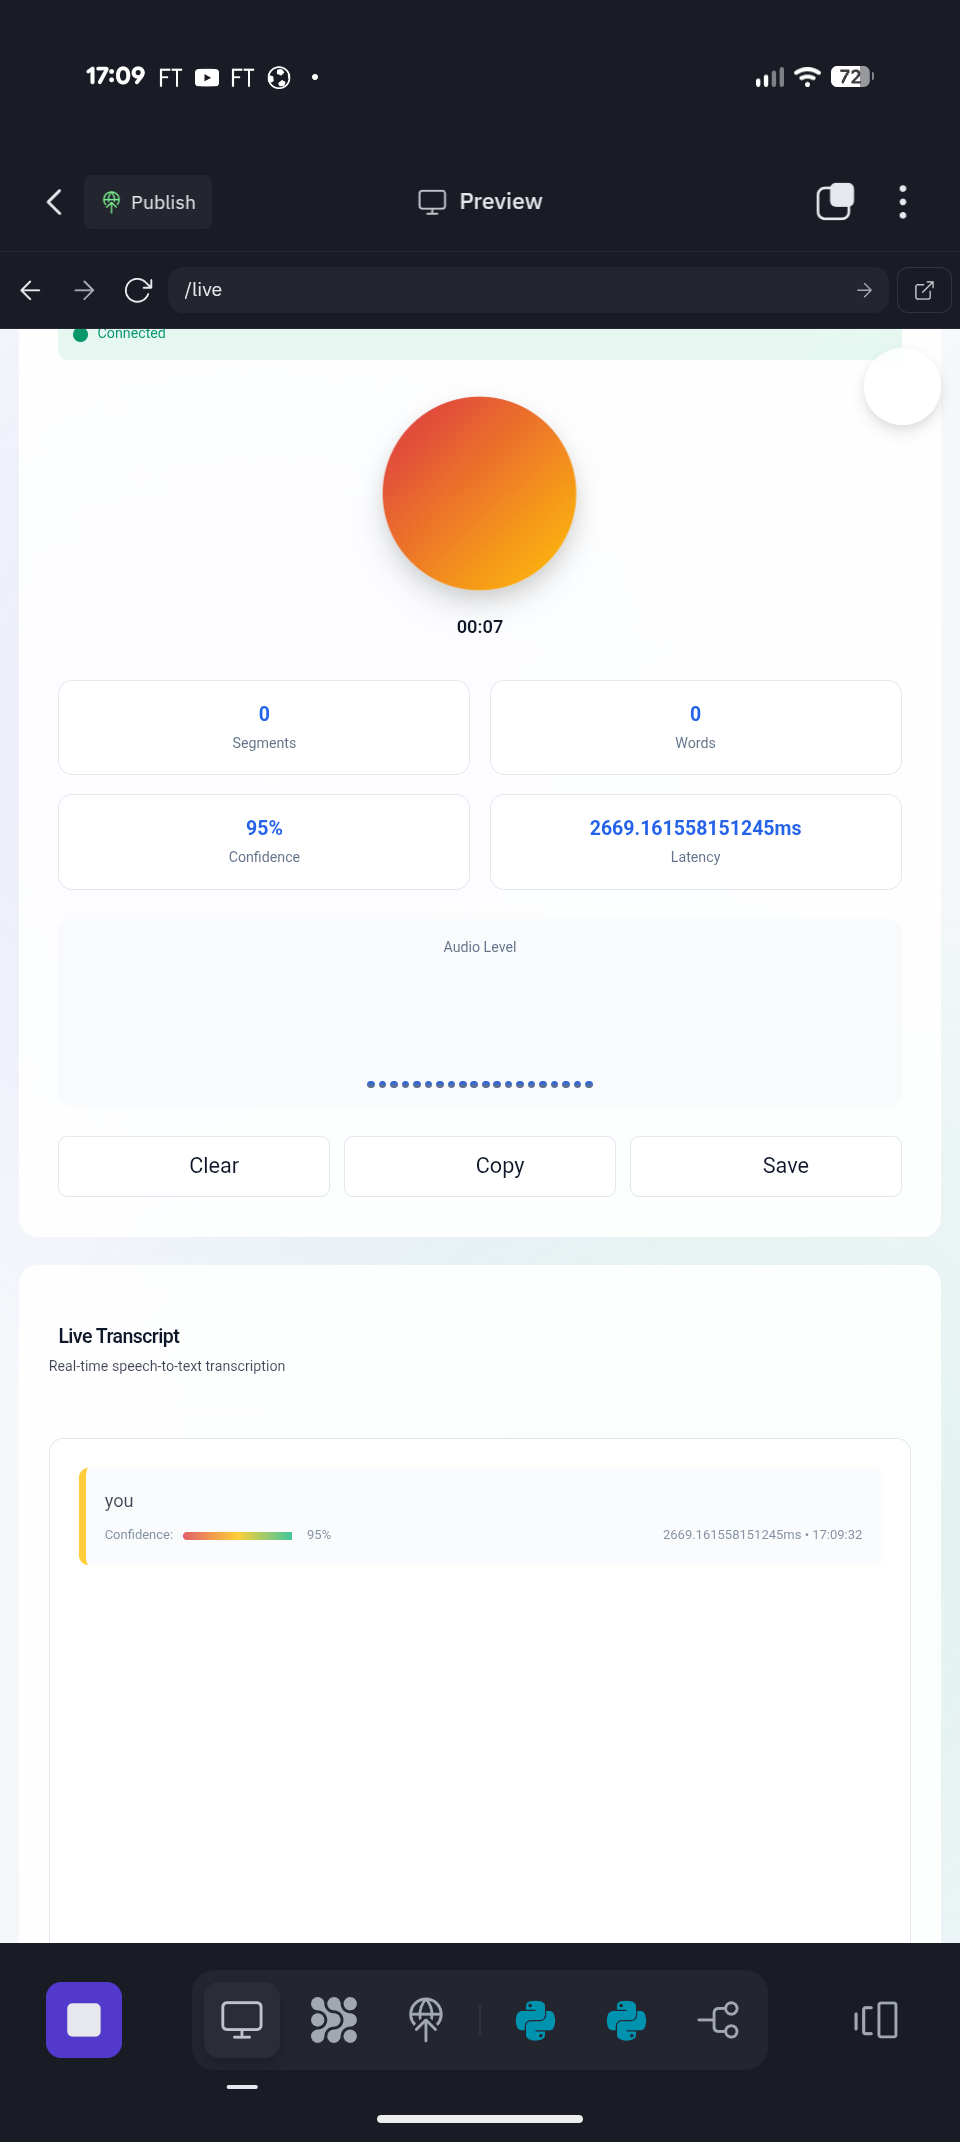 17:09 FT FT 72
Publish
Preview
/live
Connected
00:07
0
Segments
0
Words
95%
Confidence
2669.161558151245ms
Latency
Audio Level
Clear
Copy
Save
Live Transcript
Real-time speech-to-text transcription
you
Confidence: 95% 2669.161558151245ms • 17:09:32